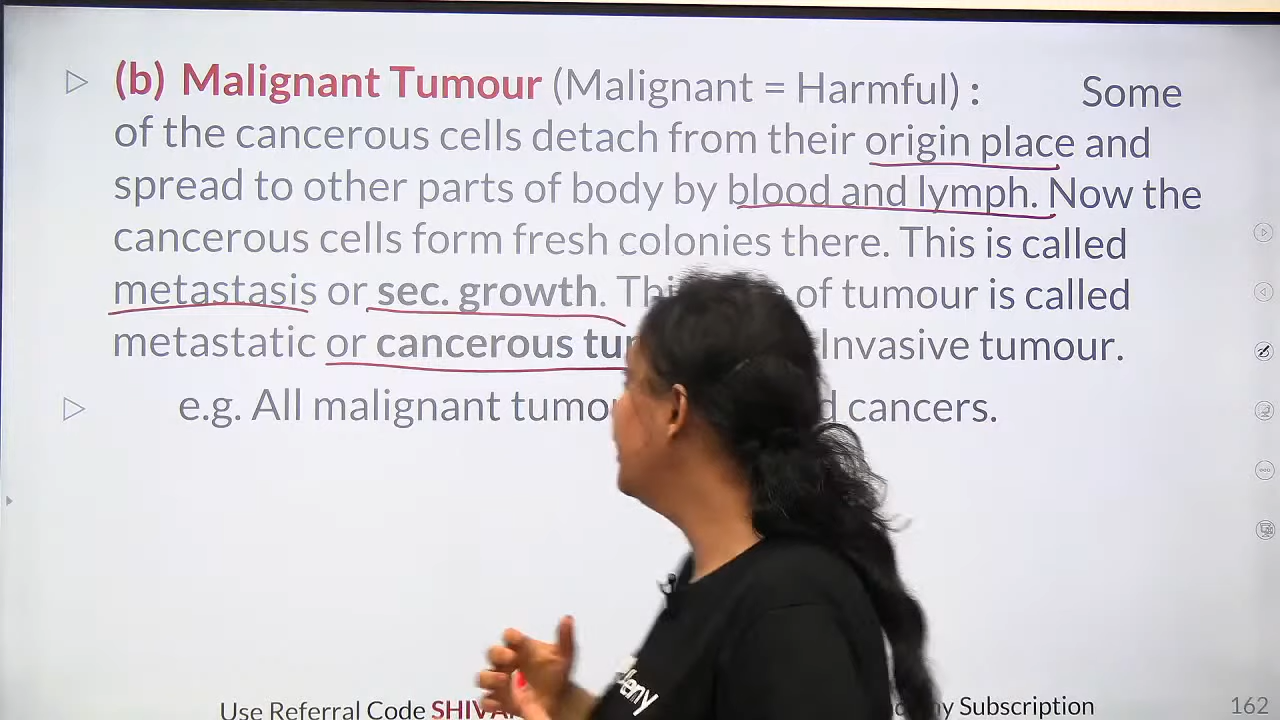 (b) Malignant Tumour (Malignant = Harmful) : Some
of the cancerous cells detach from their origin place and
spread to other parts of body by blood and lymph. Now the
cancerous cells form fresh colonies there. This is called
metastasis or sec. growth. of tumour is called
metastatic or cancerous Invasive tumour.
e.g. All malignant cancers.
Use Referral Code Subscription
162